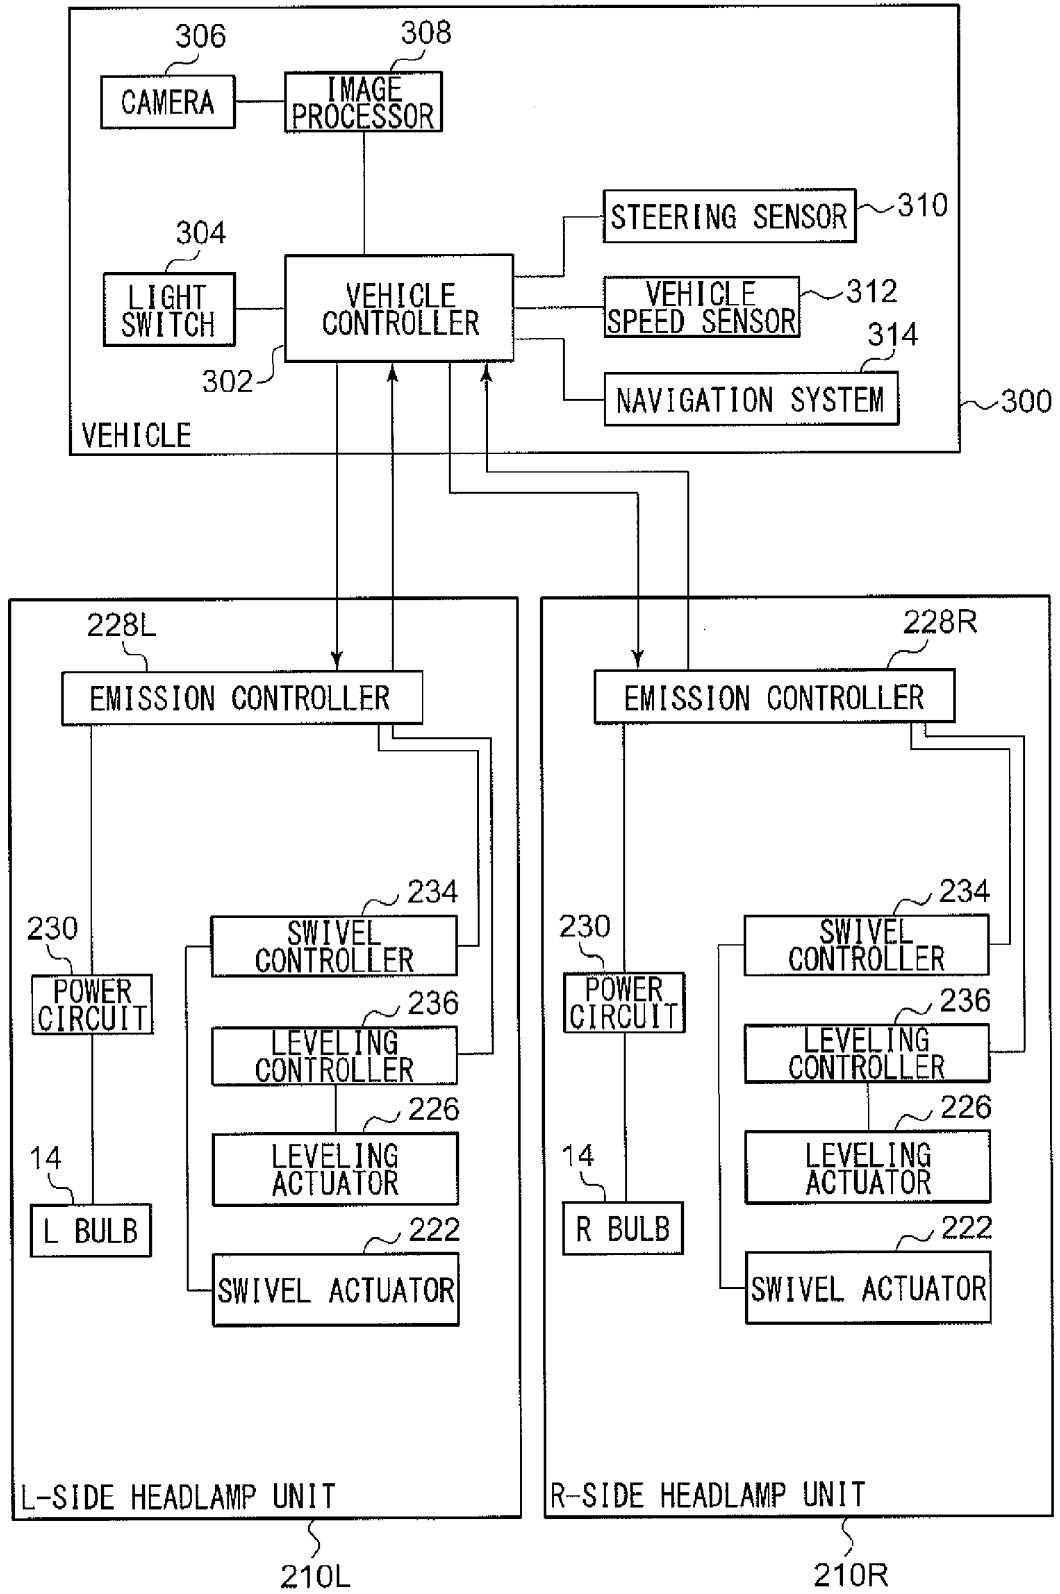 306
308
CAMERA
IMAGE
PROCESSOR
STEERING SENSOR
310
304
LIGHT
SWITCH
VEHICLE
CONTROLLER
VEHICLE
SPEED SENSOR
312
314
302
NAVIGATION SYSTEM
300
VEHICLE
228L
228R
EMISSION CONTROLLER
EMISSION CONTROLLER
234
230
SWIVEL
CONTROLLER
POWER
CIRCUIT
236
LEVELING
CONTROLLER
226
14
LEVELING
ACTUATOR
L BULB
222
SWIVEL ACTUATOR
L-SIDE HEADLAMP UNIT
210L
234
230
SWIVEL
CONTROLLER
POWER
CIRCUIT
236
LEVELING
CONTROLLER
226
14
LEVELING
ACTUATOR
R BULB
222
SWIVEL ACTUATOR
R-SIDE HEADLAMP UNIT
210R